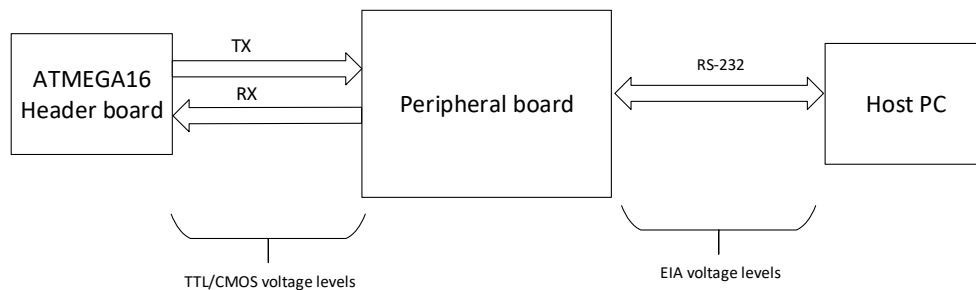 TX
ATMEGA16
Header board
RX
Peripheral board
RS-232
Host PC
TTL/CMOS voltage levels
EIA voltage levels